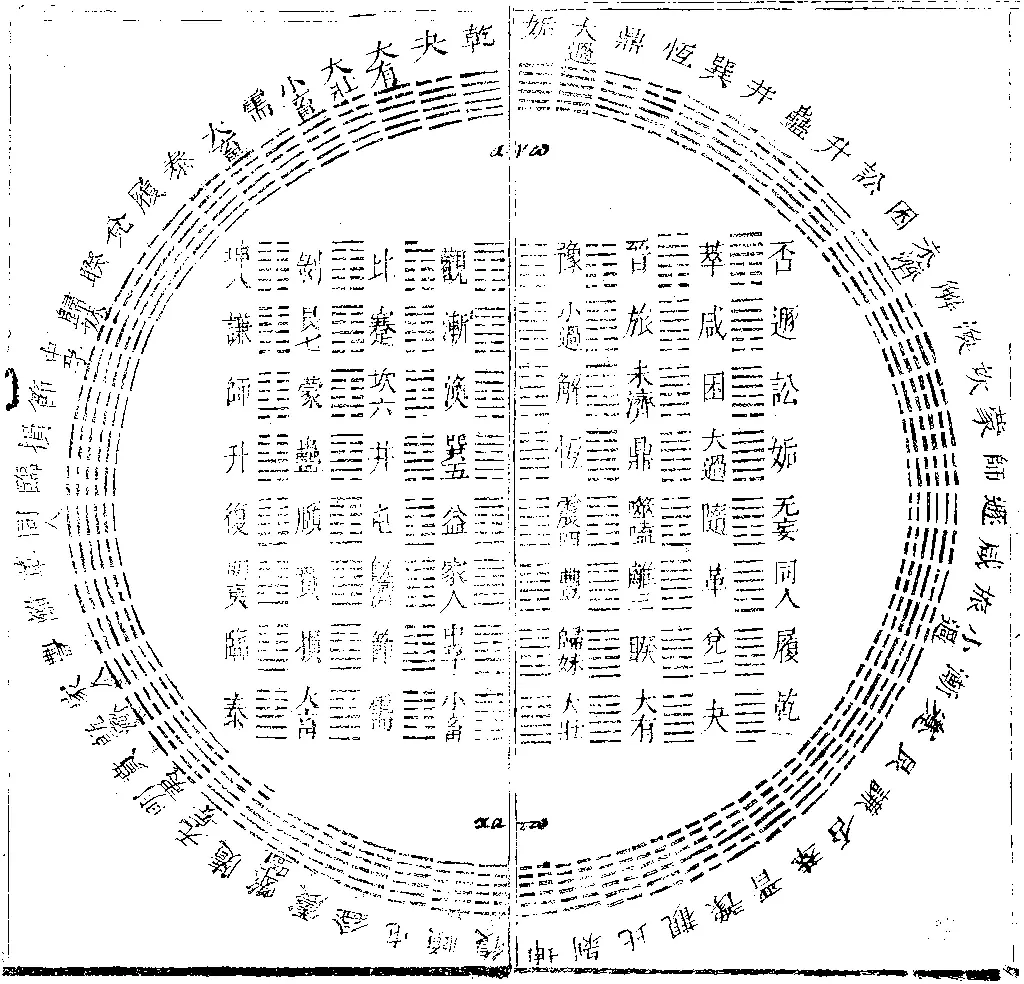 乾 夬 大有 大壯 小畜 需 大畜 泰 履 兌 睽 歸妹 中孚 節 損 臨 同人 革 離 豐 家人 既濟 賁 明夷 无妄 隨 噬嗑 震 益 屯 頤 復
姤 大過 鼎 恆 巽 井 蠱 升 訟 困 未濟 解 渙 坎 蒙 師 遯 咸 旅 小過 漸 蹇 艮 謙 否 萃 晉 豫 觀 比 剝 坤
坤八 剝 比 觀 豫 晉 萃 否
謙 艮七 蹇 漸 小過 旅 咸 遯
師 蒙 坎六 渙 解 未濟 困 訟
升 蠱 井 巽五 恆 鼎 大過 姤
復 頤 屯 益 震四 噬嗑 隨 无妄
明夷 賁 既濟 家人 豐 離三 革 同人
臨 損 節 中孚 歸妹 睽 兌二 履
泰 大畜 需 小畜 大壯 大有 夬 乾一